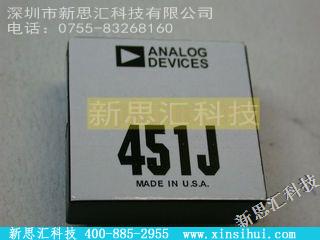 深圳市新思汇科技有限公司
电话：0755-83268160
ANALOG
DEVICES
新思汇科技
451J
MADE IN U.S.A.
新思汇科技
新思汇科技 400-885-2955 www.xinsihui.com